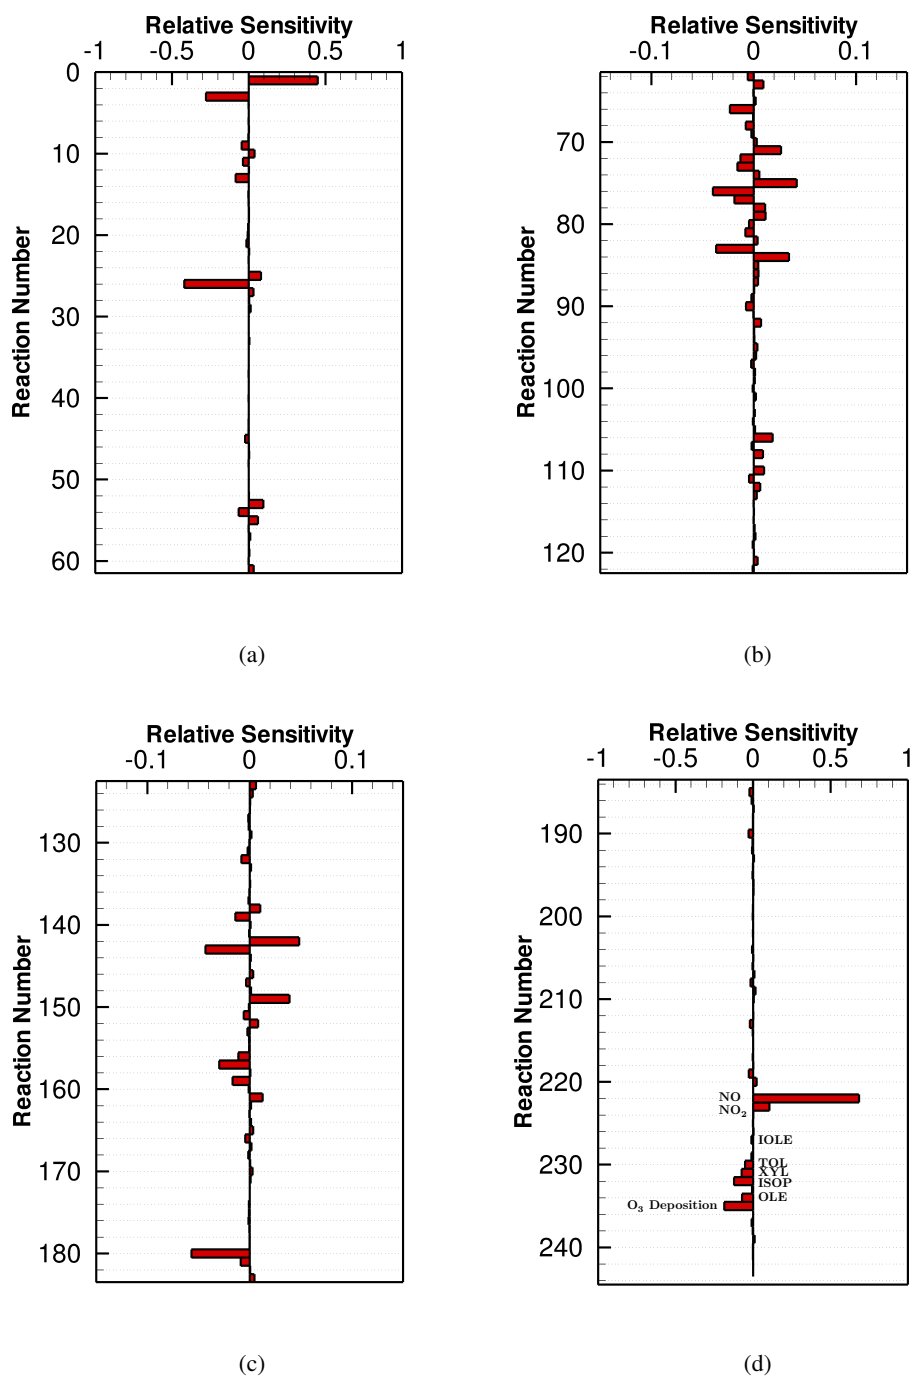 Relative Sensitivity
-1 -0.5 0 0.5 1
Reaction Number
0
10
20
30
40
50
60
(a)
Relative Sensitivity
-0.1 0 0.1
Reaction Number
70
80
90
100
110
120
(b)
Relative Sensitivity
-0.1 0 0.1
Reaction Number
130
140
150
160
170
180
(c)
Relative Sensitivity
-1 -0.5 0 0.5 1
Reaction Number
190
200
210
220
230
240
NO
NO₂
IOLE
TOL
XYL
ISOP
OLE
O₃ Deposition
(d)